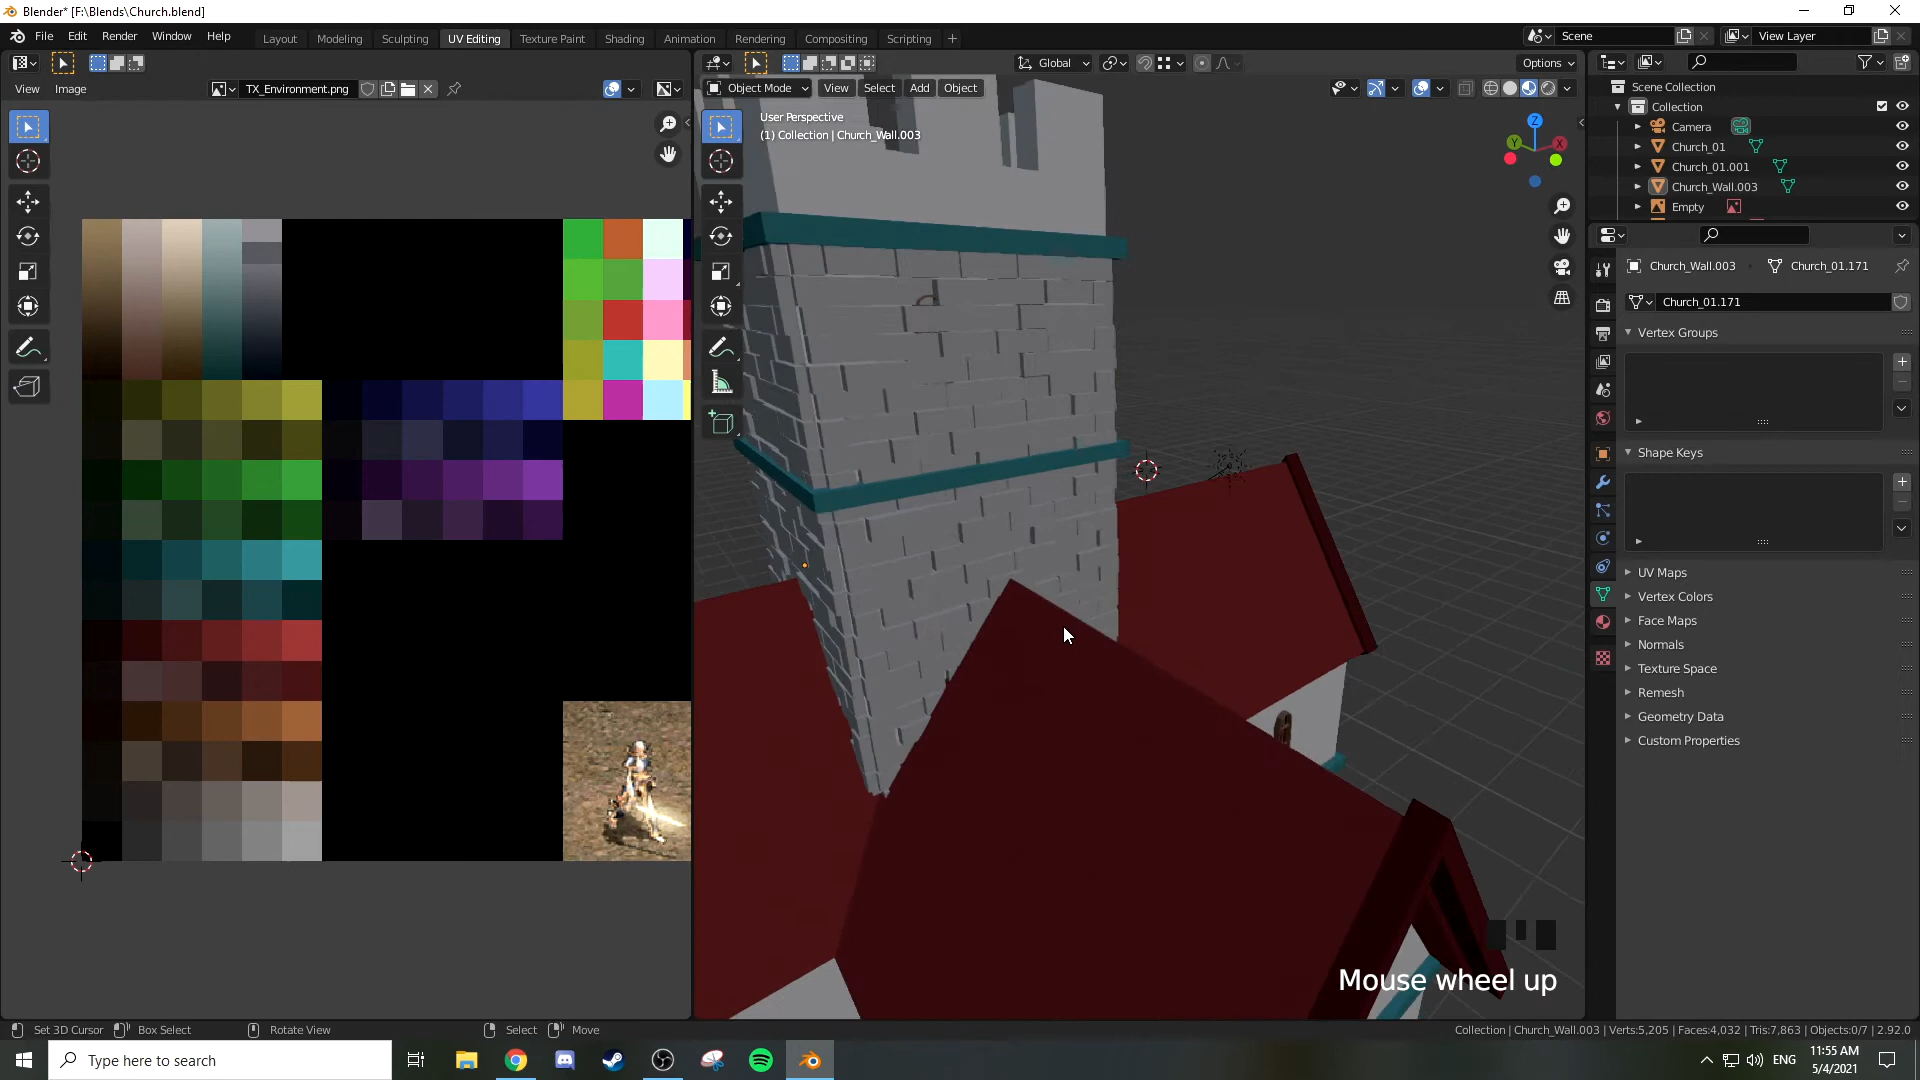 Blender* [F:\Blends\Church.blend]
File Edit Render Window Help
Layout Modeling Sculpting UV Editing Texture Paint Shading Animation Rendering Compositing Scripting
Scene
View Layer
View Image
TX_Environment.png
Global
Options
Object Mode View Select Add Object
User Perspective
(1) Collection | Church_Wall.003
Z
Y
X
Scene Collection
Collection
Camera
Church_01
Church_01.001
Church_Wall.003
Empty
Church_Wall.003
Church_01.171
Church_01.171
Vertex Groups
Shape Keys
UV Maps
Vertex Colors
Face Maps
Normals
Texture Space
Remesh
Geometry Data
Custom Properties
Mouse wheel up
Set 3D Cursor Box Select Rotate View Select Move
Collection | Church_Wall.003 | Verts:5,205 | Faces:4,032 | Tris:7,863 | Objects:0/7 | 2.92.0
Type here to search
ENG
11:55 AM
5/4/2021